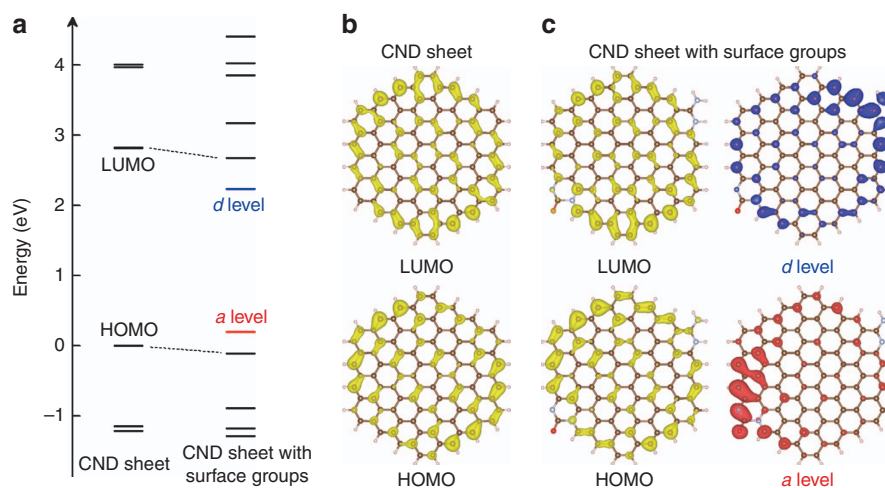 a
b
c
CND sheet
CND sheet with surface groups
Energy (eV)
4
3
2
1
0
−1
LUMO
HOMO
d level
a level
CND sheet
CND sheet with
surface groups
LUMO
LUMO
d level
HOMO
HOMO
a level